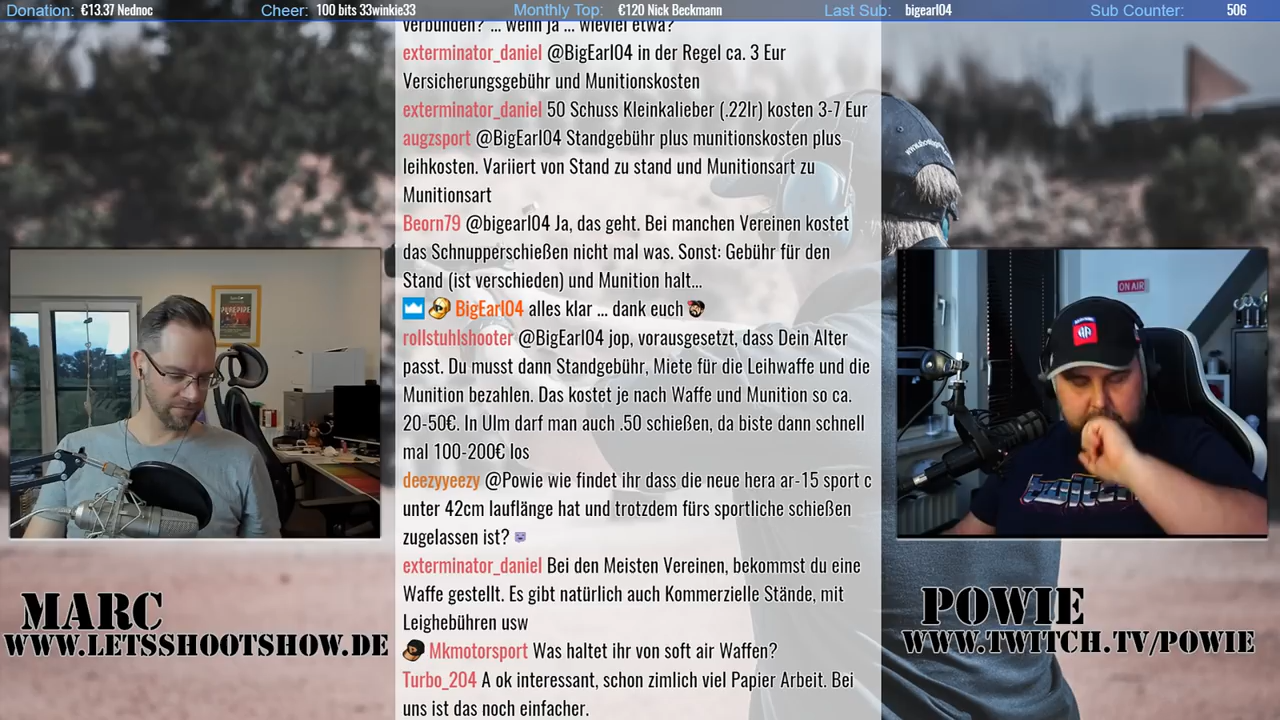 Donation: €13.37 Nednoc Cheer: 100 bits 33winkie33 Monthly Top: €120 Nick Beckmann Last Sub: bigearl04 Sub Counter: 506
verbunden? ... wenn ja ... wieviel etwa?
exterminator_daniel @BigEarl04 in der Regel ca. 3 Eur
Versicherungsgebühr und Munitionskosten
exterminator_daniel 50 Schuss Kleinkalieber (.22lr) kosten 3-7 Eur
augzsport @BigEarl04 Standgebühr plus munitionskosten plus
leihkosten. Variiert von Stand zu stand und Munitionsart zu
Munitionsart
Beorn79 @bigearl04 Ja, das geht. Bei manchen Vereinen kostet
das Schnupperschießen nicht mal was. Sonst: Gebühr für den
Stand (ist verschieden) und Munition halt...
BigEarl04 alles klar ... dank euch
rollstuhlshooter @BigEarl04 jop, vorausgesetzt, dass Dein Alter
passt. Du musst dann Standgebühr, Miete für die Leihwaffe und die
Munition bezahlen. Das kostet je nach Waffe und Munition so ca.
20-50€. In Ulm darf man auch .50 schießen, da biste dann schnell
mal 100-200€ los
deezyyeezy @Powie wie findet ihr dass die neue hera ar-15 sport c
unter 42cm lauflänge hat und trotzdem fürs sportliche schießen
zugelassen ist?
exterminator_daniel Bei den Meisten Vereinen, bekommst du eine
Waffe gestellt. Es gibt natürlich auch Kommerzielle Stände, mit
Leighebühren usw
Mkmotorsport Was haltet ihr von soft air Waffen?
Turbo_204 A ok interessant, schon zimlich viel Papier Arbeit. Bei
uns ist das noch einfacher.
ON AIR
MARC
WWW.LETSSHOOTSHOW.DE
POWIE
WWW.TWITCH.TV/POWIE